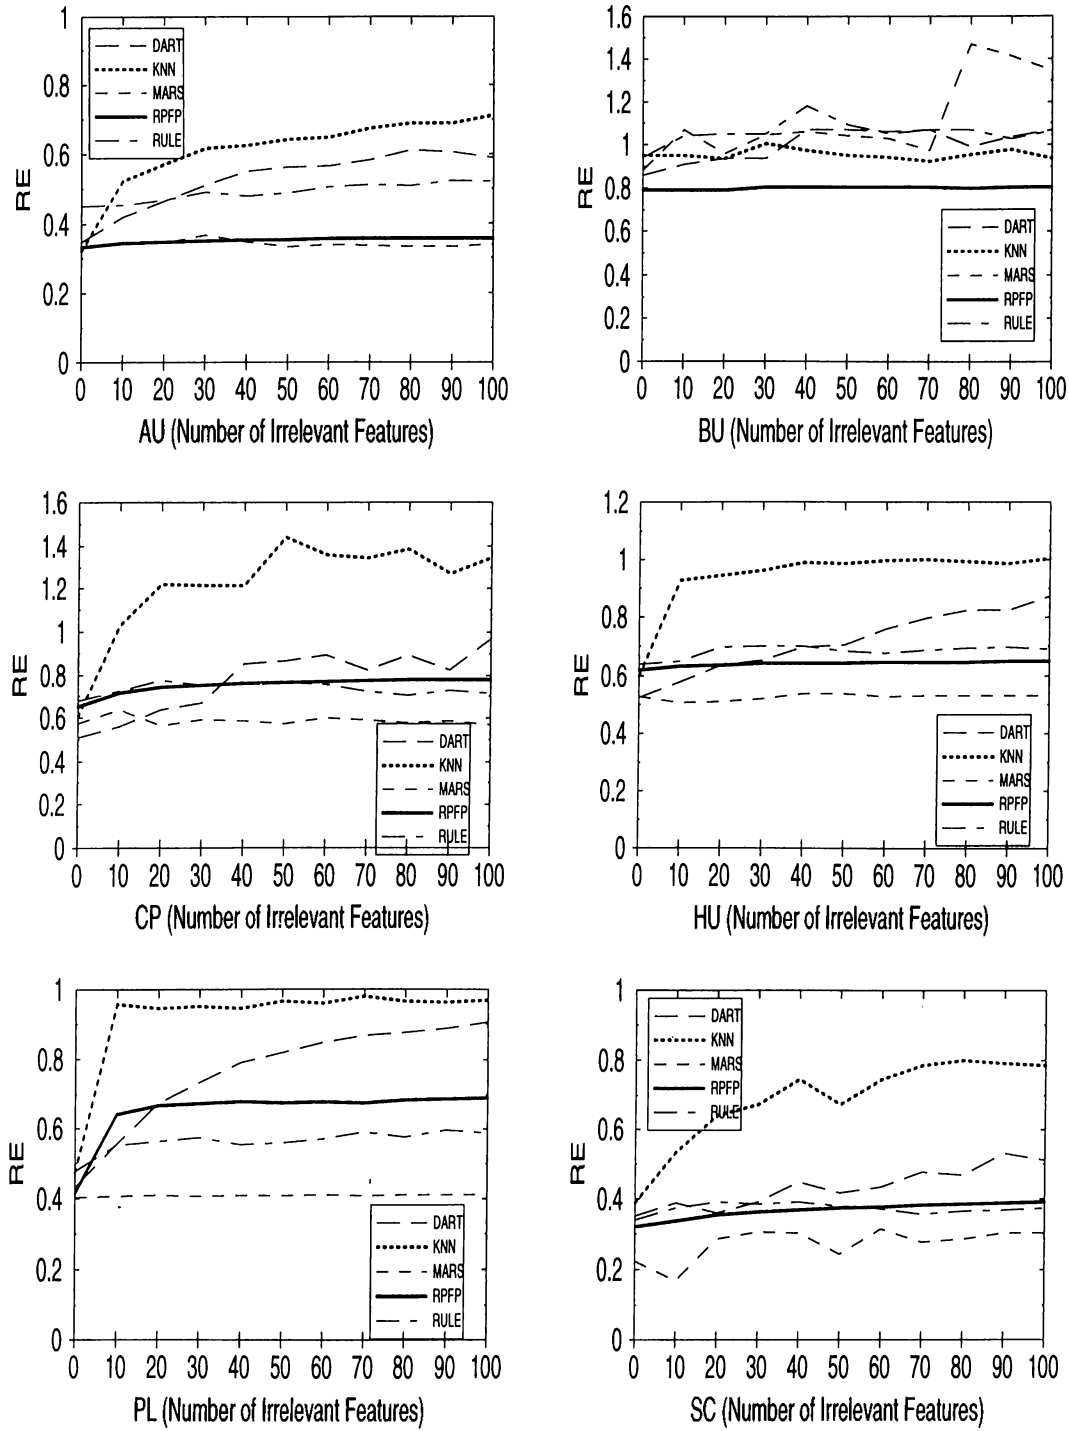 1
0.8
0.6
0.4
0.2
0
RE
DART
KNN
MARS
RPFP
RULE
0 10 20 30 40 50 60 70 80 90 100
AU (Number of Irrelevant Features)
1.6
1.4
1.2
1
0.8
0.6
0.4
0.2
0
RE
DART
KNN
MARS
RPFP
RULE
0 10 20 30 40 50 60 70 80 90 100
BU (Number of Irrelevant Features)
1.6
1.4
1.2
1
0.8
0.6
0.4
0.2
0
RE
DART
KNN
MARS
RPFP
RULE
0 10 20 30 40 50 60 70 80 90 100
CP (Number of Irrelevant Features)
1.2
1
0.8
0.6
0.4
0.2
0
RE
DART
KNN
MARS
RPFP
RULE
0 10 20 30 40 50 60 70 80 90 100
HU (Number of Irrelevant Features)
1
0.8
0.6
0.4
0.2
0
RE
DART
KNN
MARS
RPFP
RULE
0 10 20 30 40 50 60 70 80 90 100
PL (Number of Irrelevant Features)
1
0.8
0.6
0.4
0.2
0
RE
DART
KNN
MARS
RPFP
RULE
0 10 20 30 40 50 60 70 80 90 100
SC (Number of Irrelevant Features)